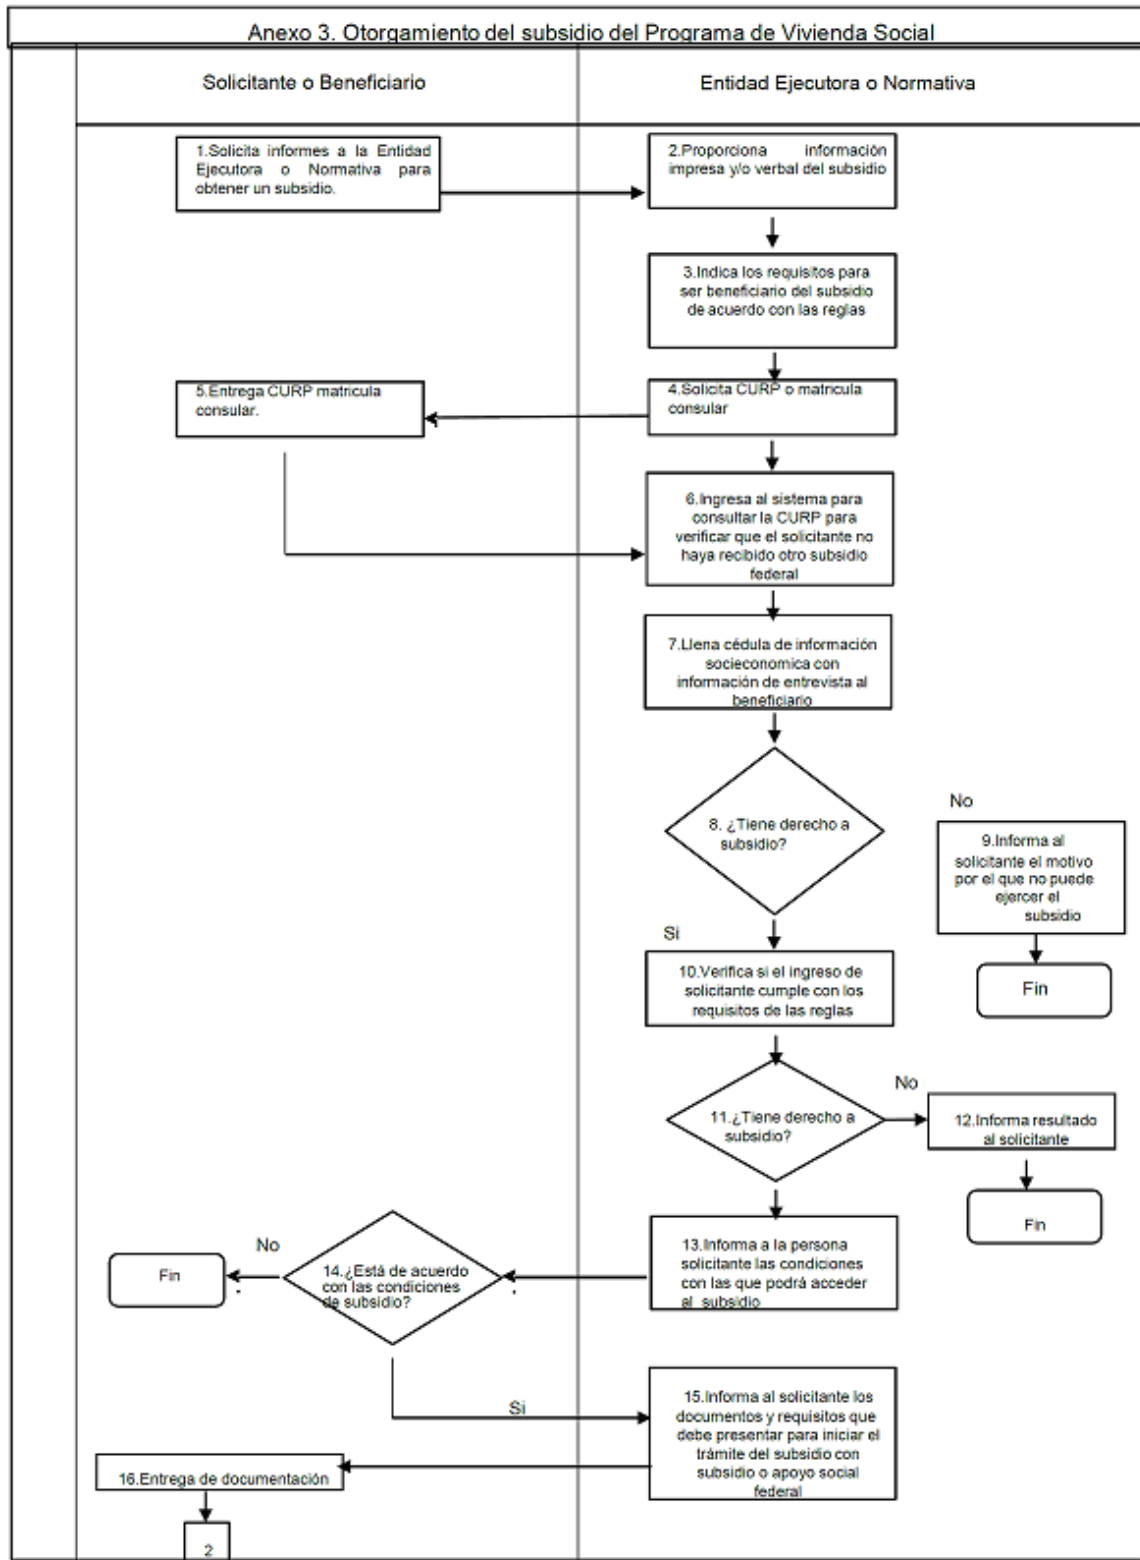 Anexo 3. Otorgamiento del subsidio del Programa de Vivienda Social
Solicitante o Beneficiario
Entidad Ejecutora o Normativa
1.Solicita informes a la Entidad
Ejecutora o Normativa para
obtener un subsidio.
2.Proporciona información
impresa y/o verbal del subsidio
3.Indica los requisitos para
ser beneficiario del subsidio
de acuerdo con las reglas
4.Solicita CURP o matricula
consular
5.Entrega CURP matricula
consular.
6.Ingresa al sistema para
consultar la CURP para
verificar que el solicitante no
haya recibido otro subsidio
federal
7.Llena cédula de información
socieconomica con
información de entrevista al
beneficiario
8. ¿Tiene derecho a
subsidio?
No
9.Informa al
solicitante el motivo
por el que no puede
ejercer el
subsidio
Fin
Si
10.Verifica si el ingreso de
solicitante cumple con los
requisitos de las reglas
11.¿Tiene derecho a
subsidio?
No
12.Informa resultado
al solicitante
Fin
13.Informa a la persona
solicitante las condiciones
con las que podrá acceder
al subsidio
14.¿Está de acuerdo
con las condiciones
de subsidio?
No
Fin
Si
15.Informa al solicitante los
documentos y requisitos que
debe presentar para iniciar el
trámite del subsidio con
subsidio o apoyo social
federal
16.Entrega de documentación
2